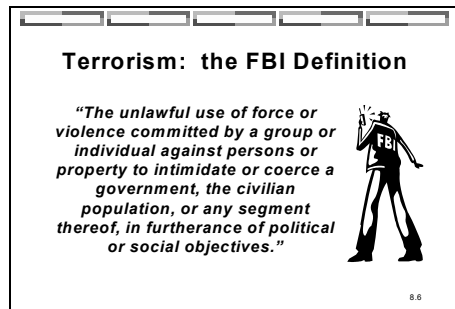 Terrorism: the FBI Definition
“The unlawful use of force or
violence committed by a group or
individual against persons or
property to intimidate or coerce a
government, the civilian
population, or any segment
thereof, in furtherance of political
or social objectives.”
FBI
8.6